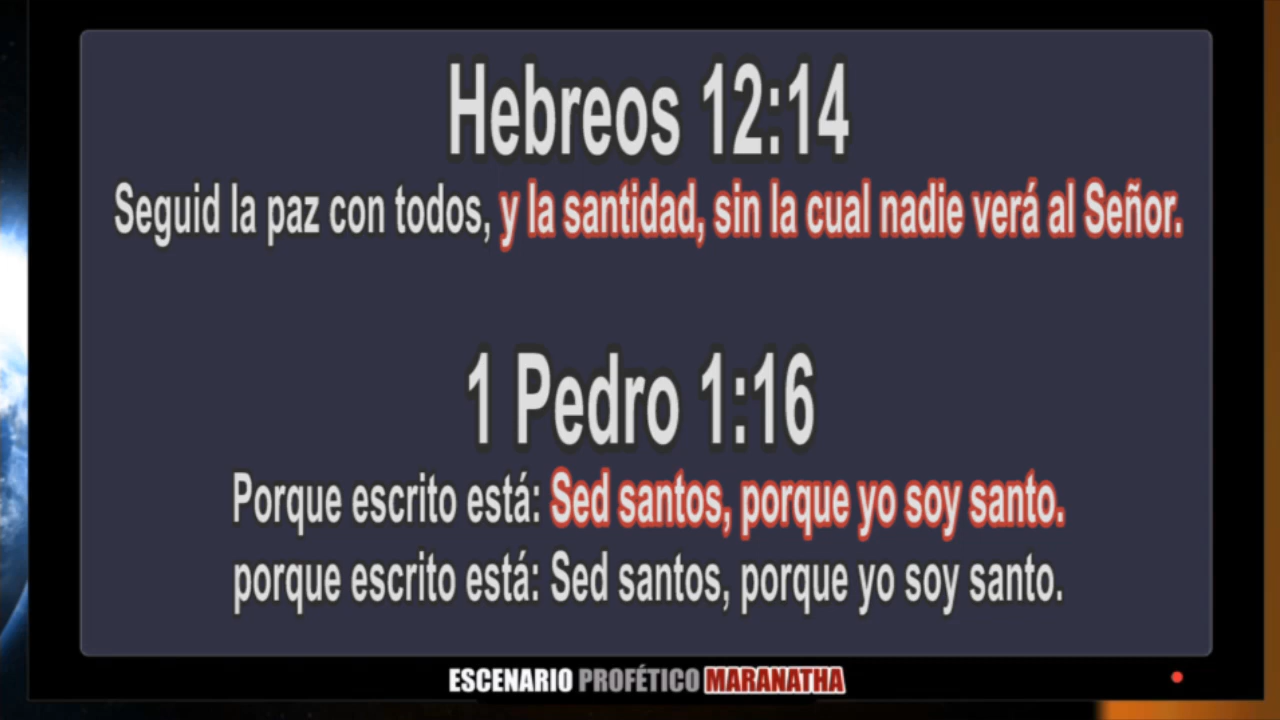 Hebreos 12:14
Seguid la paz con todos, y la santidad, sin la cual nadie verá al Señor.
1 Pedro 1:16
Porque escrito está: Sed santos, porque yo soy santo.
porque escrito está: Sed santos, porque yo soy santo.
ESCENARIO PROFÉTICO MARANATHA